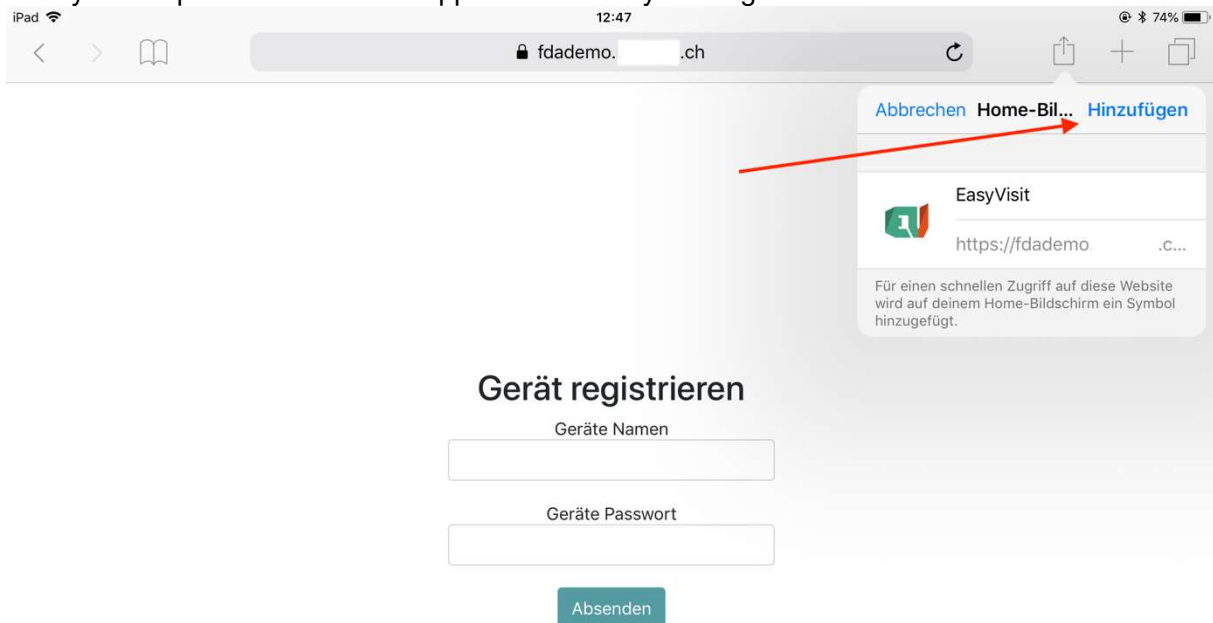 iPad 12:47 74%
fdademo. .ch
Abbrechen Home-Bil... Hinzufügen
EasyVisit
https://fdademo. .c...
Für einen schnellen Zugriff auf diese Website
wird auf deinem Home-Bildschirm ein Symbol
hinzugefügt.
Gerät registrieren
Geräte Namen
Geräte Passwort
Absenden